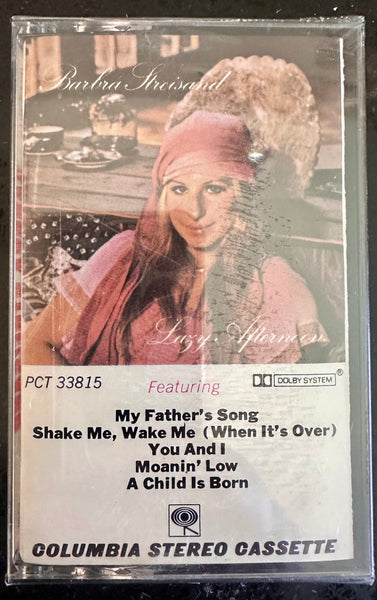 Barbra Streisand
Lazy Afternoon
PCT 33815
Featuring
DOLBY SYSTEM®
My Father's Song
Shake Me, Wake Me (When It's Over)
You And I
Moanin' Low
A Child Is Born
COLUMBIA STEREO CASSETTE